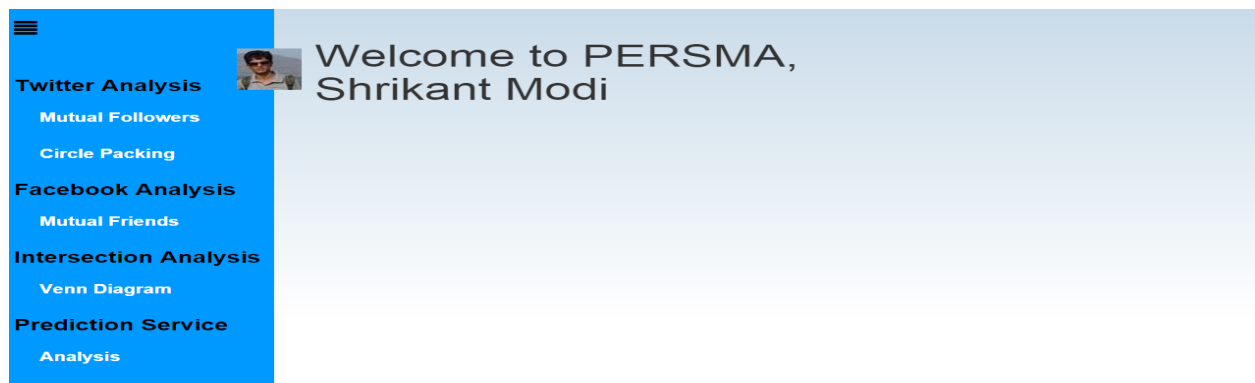 Welcome to PERSMA,
Shrikant Modi
Twitter Analysis
Mutual Followers
Circle Packing
Facebook Analysis
Mutual Friends
Intersection Analysis
Venn Diagram
Prediction Service
Analysis